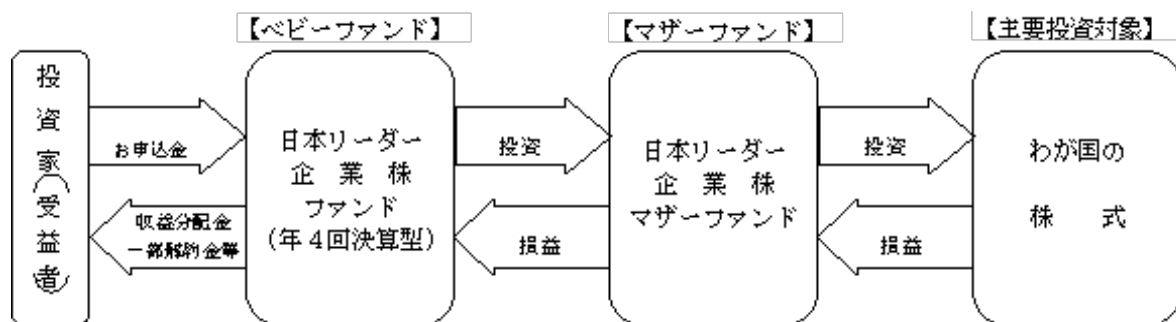 【ベビーファンド】
【マザーファンド】
【主要投資対象】
投資家(受益者)
お申込金
収益分配金
一部解約金等
日本リーダー
企業株
ファンド
(年4回決算型)
投資
損益
日本リーダー
企業株
マザーファンド
投資
損益
わが国の
株式